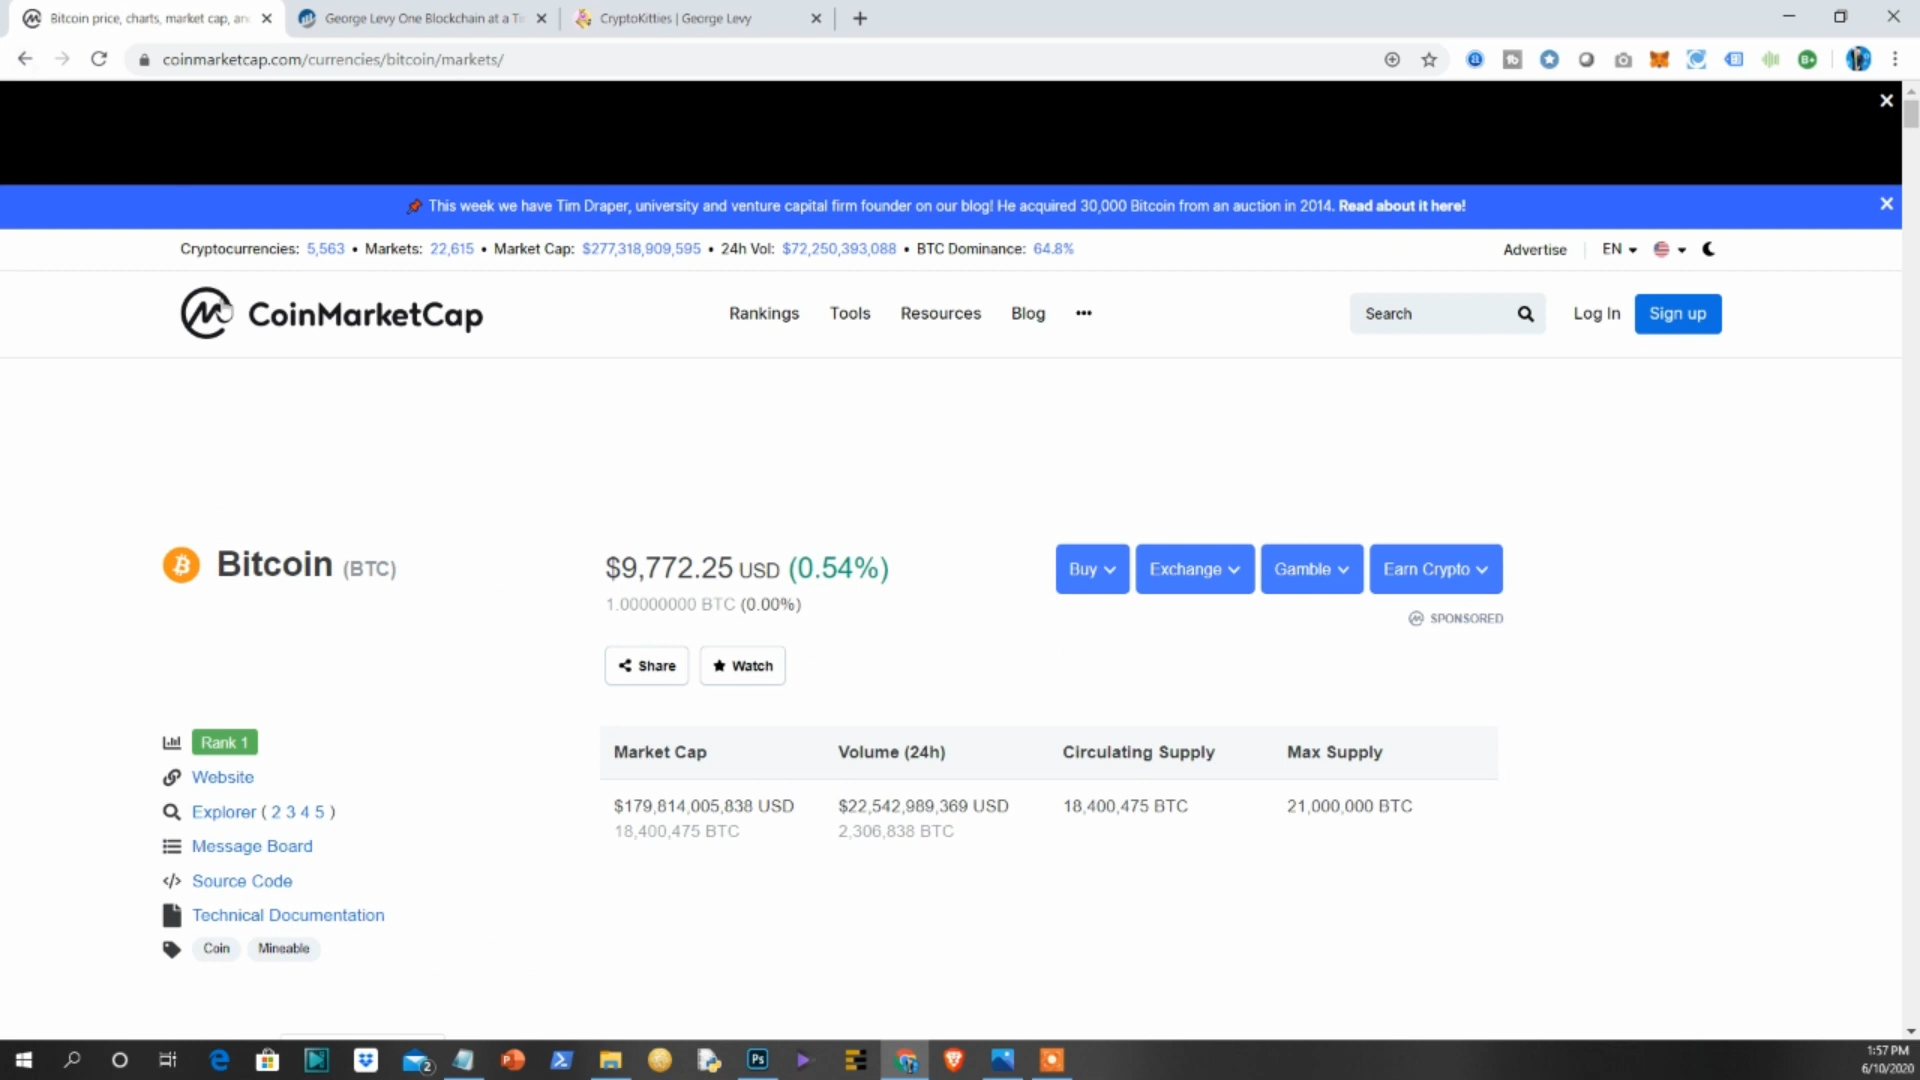 Bitcoin price, charts, market cap, an
George Levy One Blockchain at a Ti
CryptoKitties | George Levy
coinmarketcap.com/currencies/bitcoin/markets/
This week we have Tim Draper, university and venture capital firm founder on our blog! He acquired 30,000 Bitcoin from an auction in 2014. Read about it here!
Cryptocurrencies: 5,563 • Markets: 22,615 • Market Cap: $277,318,909,595 • 24h Vol: $72,250,393,088 • BTC Dominance: 64.8%
Advertise EN
CoinMarketCap
Rankings Tools Resources Blog •••
Search Log In Sign up
Bitcoin (BTC)
$9,772.25 USD (0.54%)
1.00000000 BTC (0.00%)
Buy Exchange Gamble Earn Crypto
SPONSORED
Share Watch
Rank 1
Website
Explorer ( 2 3 4 5 )
Message Board
Source Code
Technical Documentation
Coin Mineable
Market Cap Volume (24h) Circulating Supply Max Supply
$179,814,005,838 USD $22,542,989,369 USD 18,400,475 BTC 21,000,000 BTC
18,400,475 BTC 2,306,838 BTC
2
Ps
1:57 PM
6/10/2020